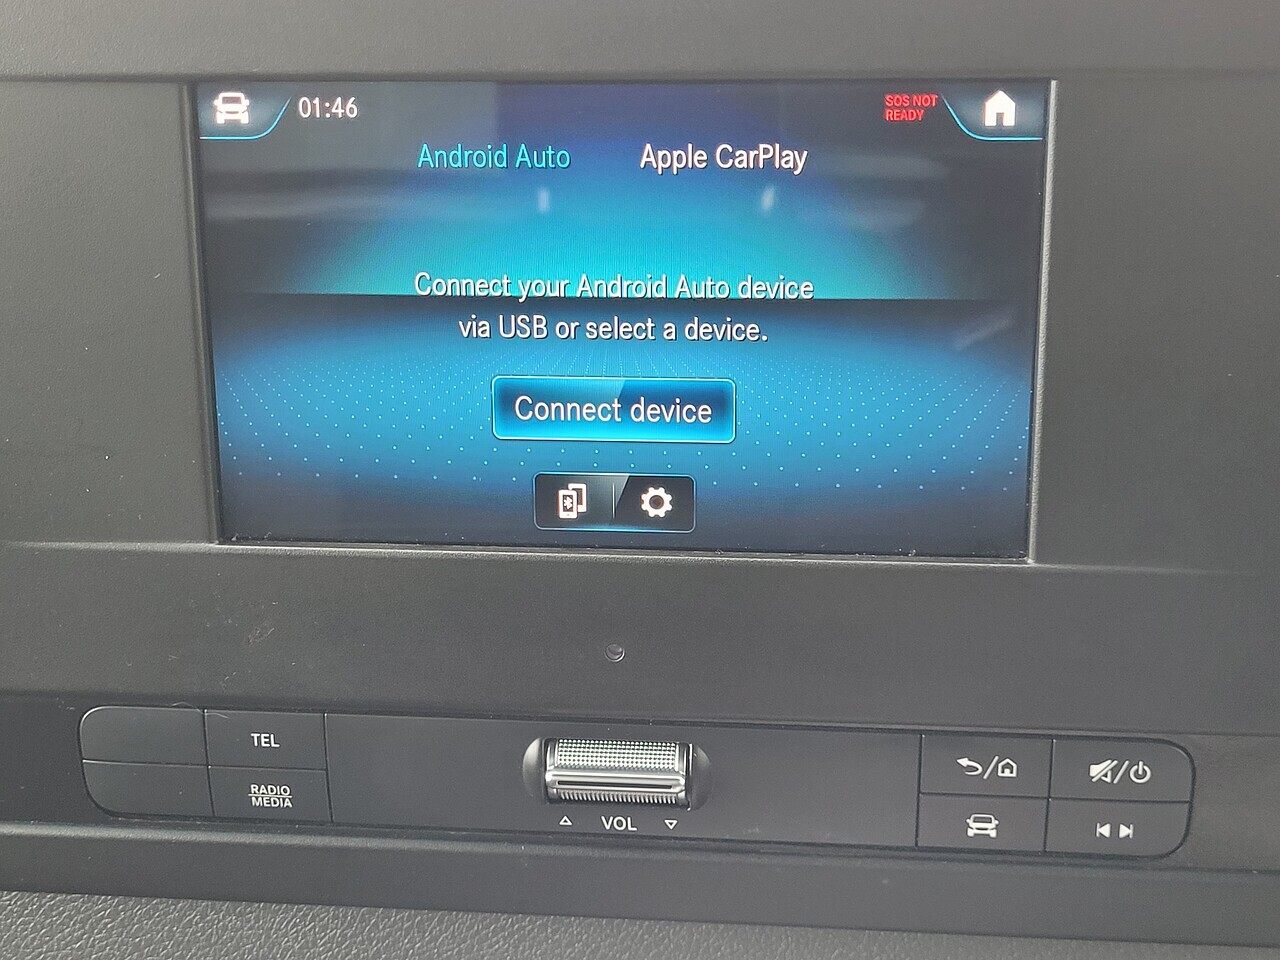 01:46
SOS NOT
READY
Android Auto
Apple CarPlay
Connect your Android Auto device
via USB or select a device.
Connect device
TEL
RADIO
MEDIA
VOL